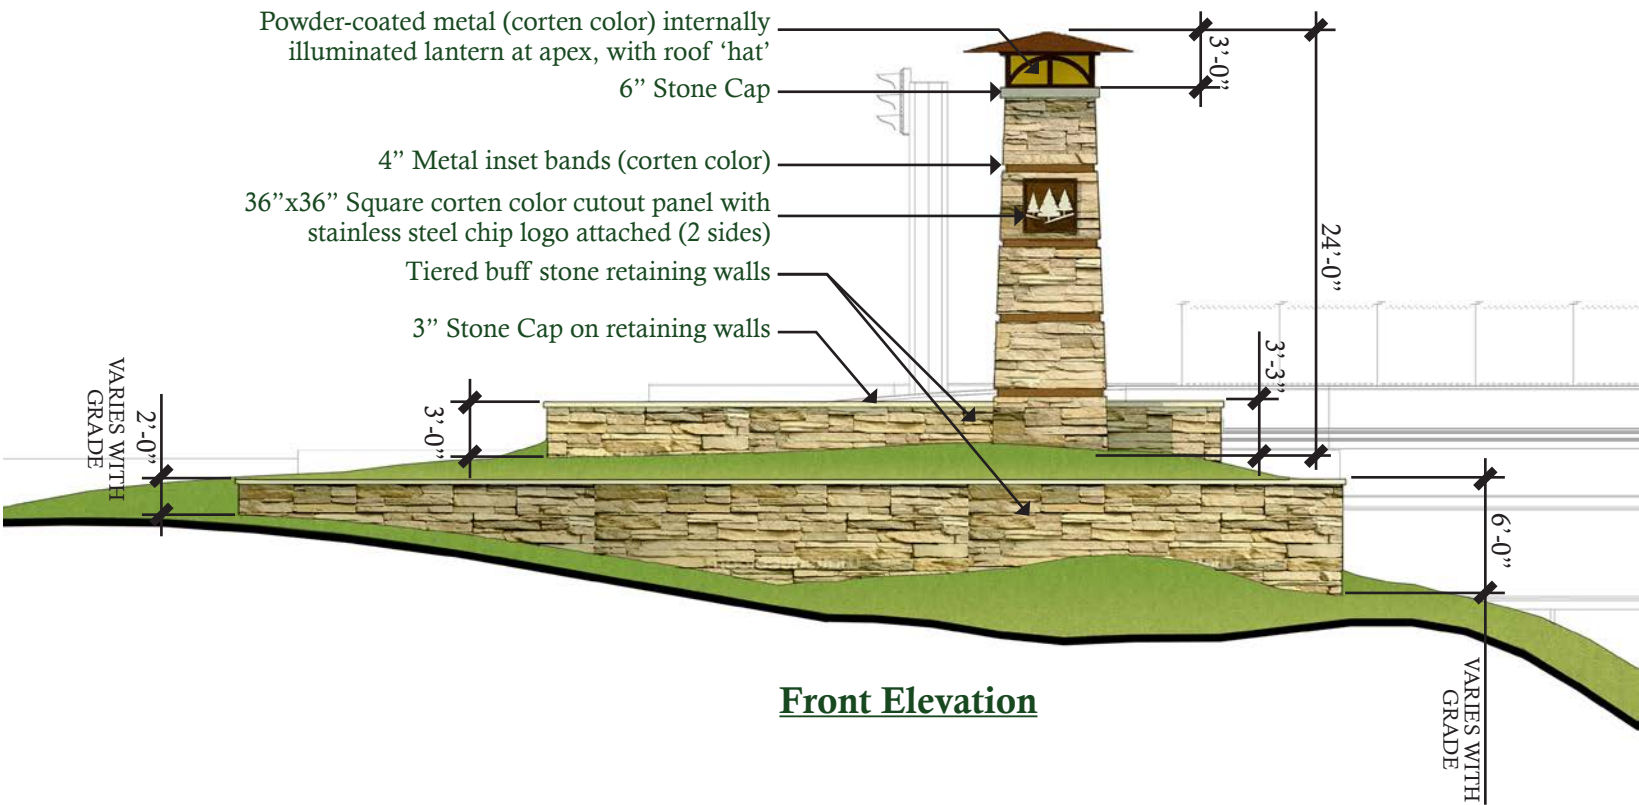 Powder-coated metal (corten color) internally
illuminated lantern at apex, with roof ‘hat’
6” Stone Cap
4” Metal inset bands (corten color)
36”x36” Square corten color cutout panel with
stainless steel chip logo attached (2 sides)
Tiered buff stone retaining walls
3” Stone Cap on retaining walls
3’-0”
24’-0”
3’-3”
3’-0”
2’-0”
VARIES WITH
GRADE
6’-0”
VARIES WITH
GRADE
Front Elevation